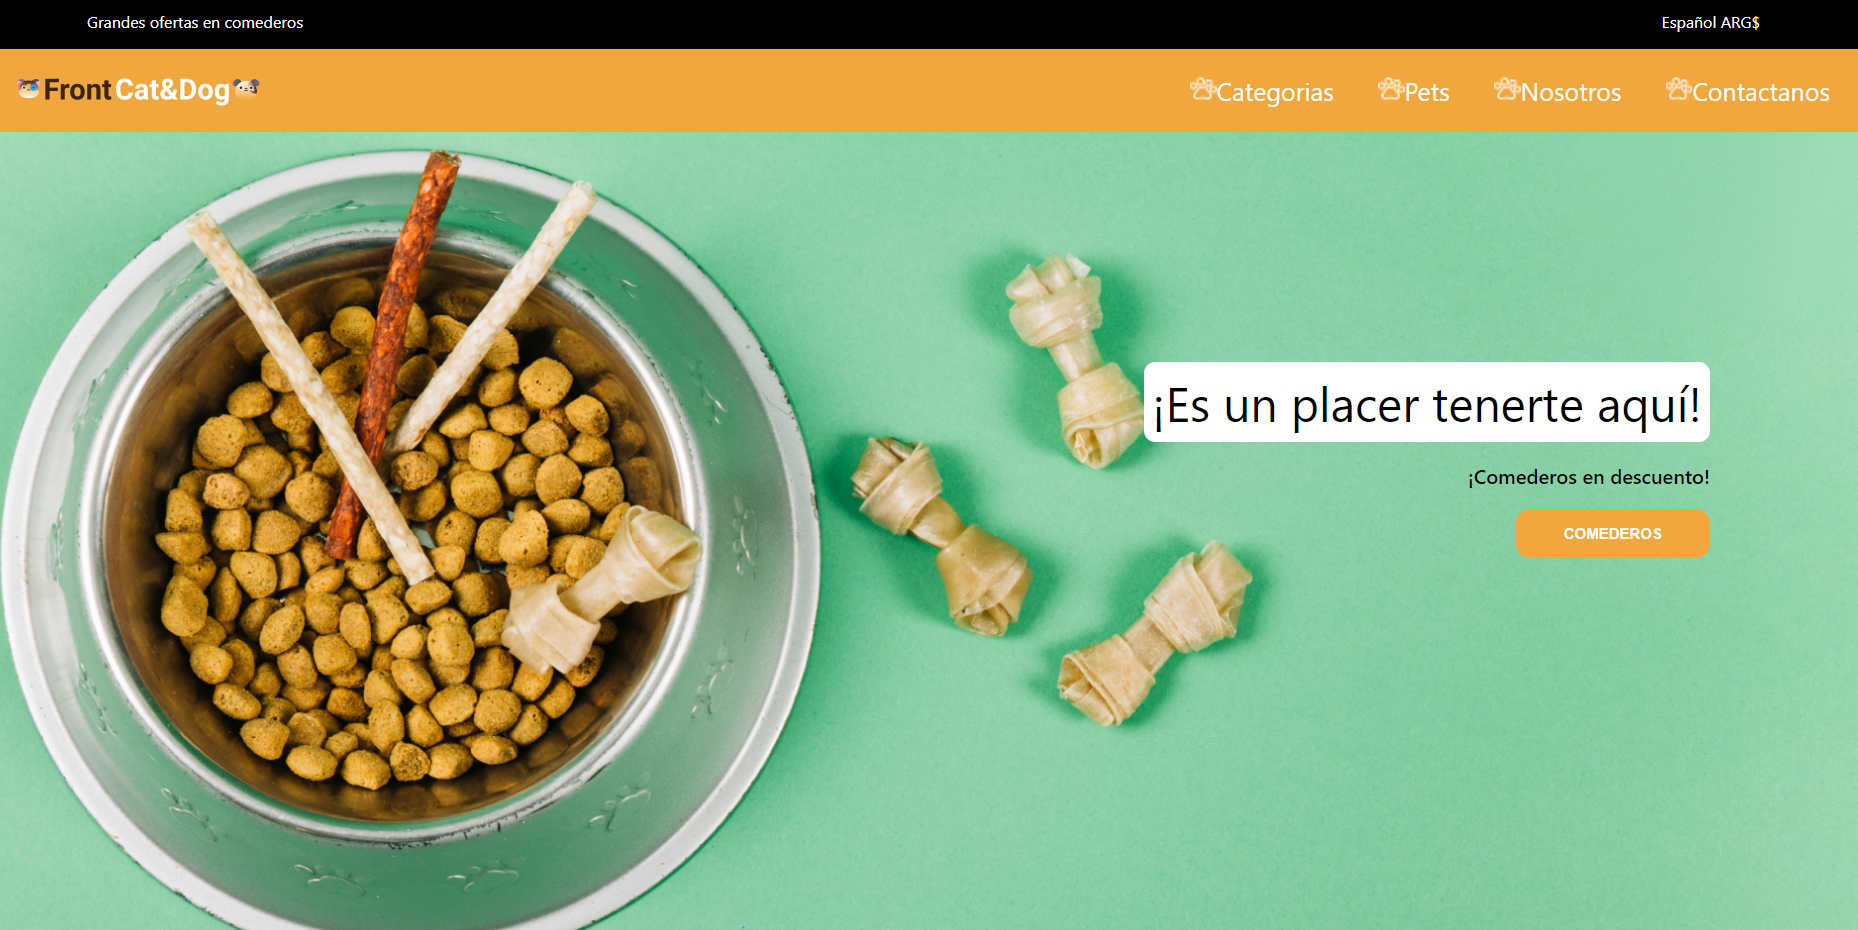 Grandes ofertas en comederos
Español ARG$
Front Cat&Dog
Categorias
Pets
Nosotros
Contactanos
¡Es un placer tenerte aquí!
¡Comederos en descuento!
COMEDEROS